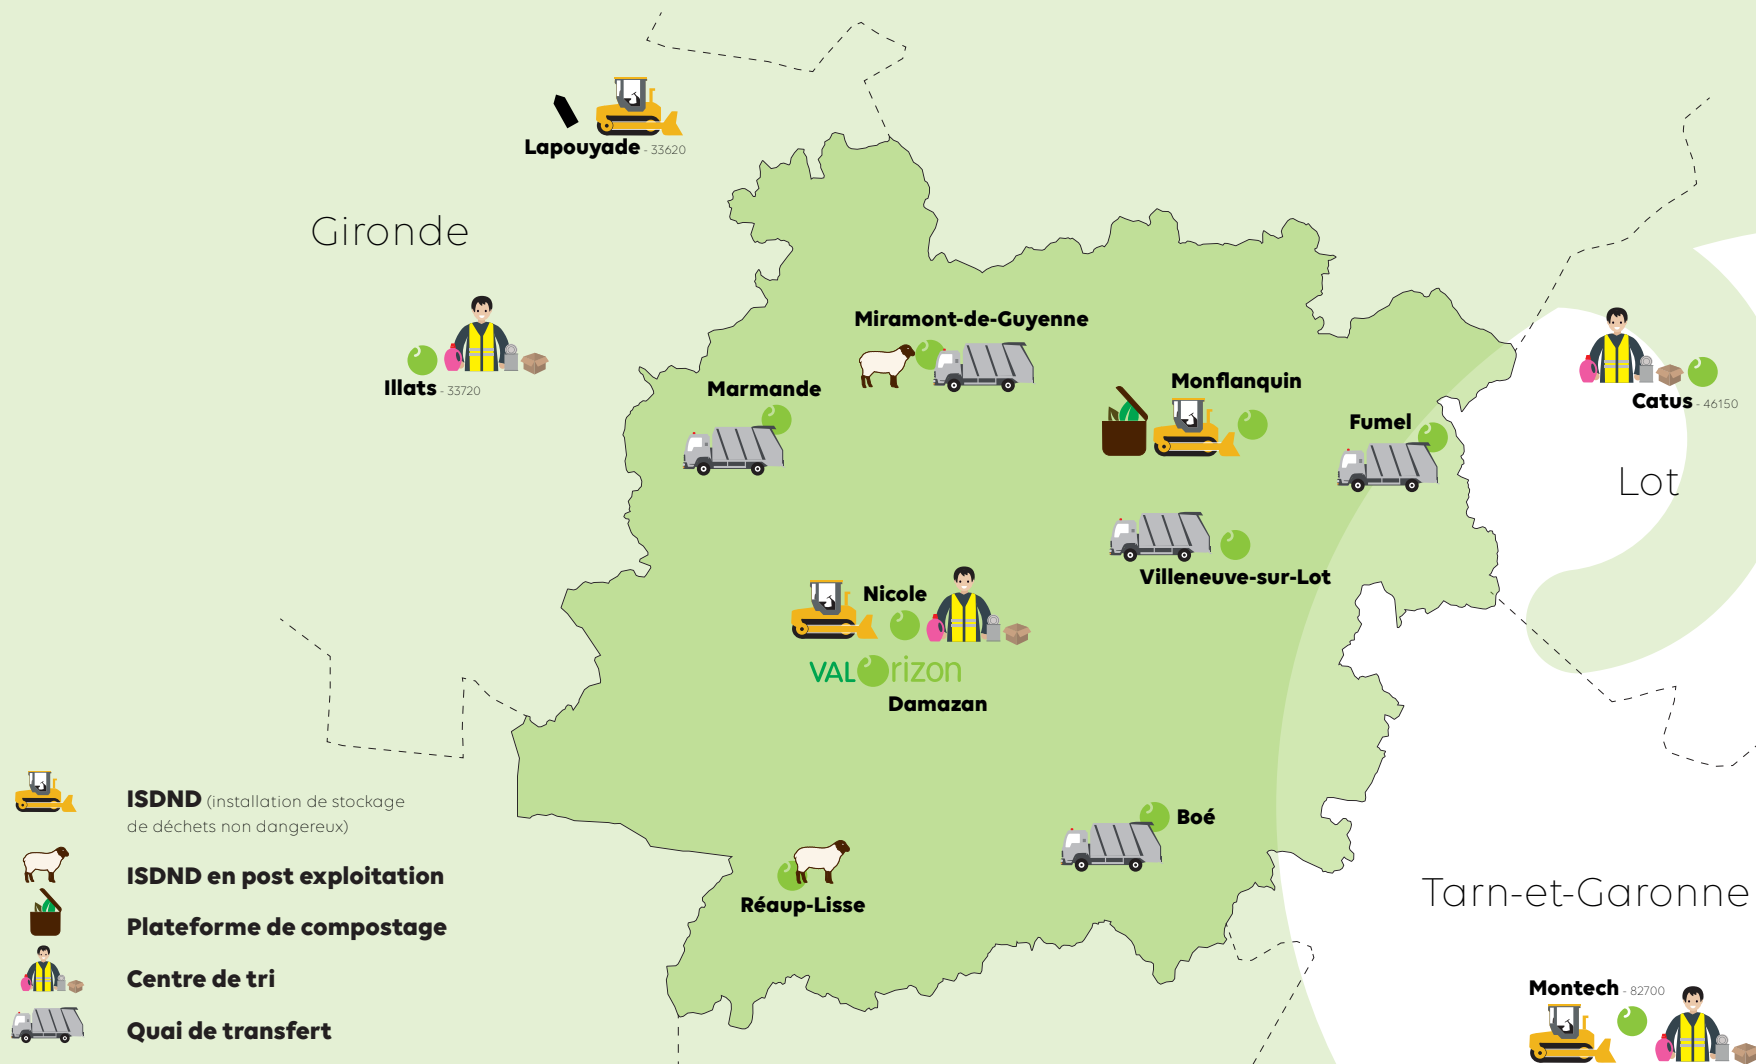 Lapouyade - 33620
Gironde
Miramont-de-Guyenne
Illats - 33720
Marmande
Monflanquin
Catus - 46150
Fumel
Lot
Villeneuve-sur-Lot
Nicole
VALOrizon
Damazan
ISDND (installation de stockage
de déchets non dangereux)
Boé
ISDND en post exploitation
Réaup-Lisse
Tarn-et-Garonne
Plateforme de compostage
Centre de tri
Montech - 82700
Quai de transfert